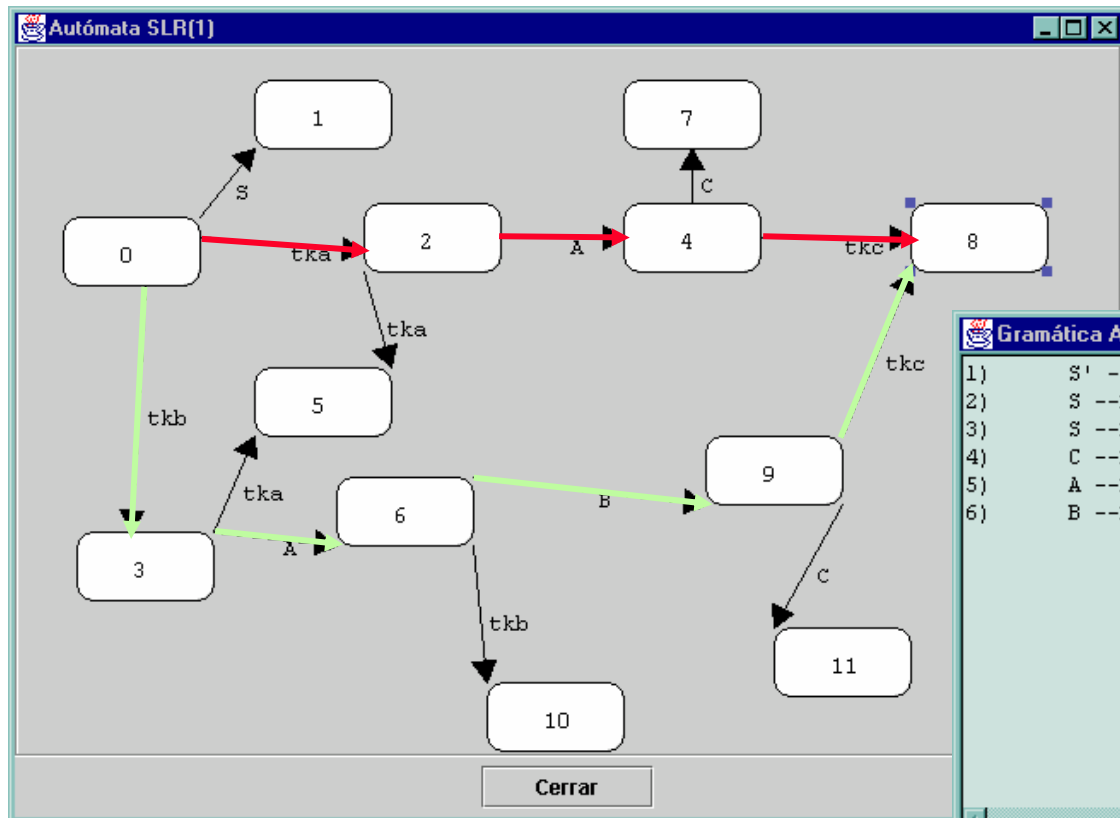 Autómata SLR(1)
1
7
S
C
0
tka
2
A
4
tkc
8
tka
tkb
5
tkc
Gramática A
1) S' -
2) S --
3) S --
4) C --
5) A --
6) B --
tka
6
B
9
3
A
C
tkb
11
10
Cerrar